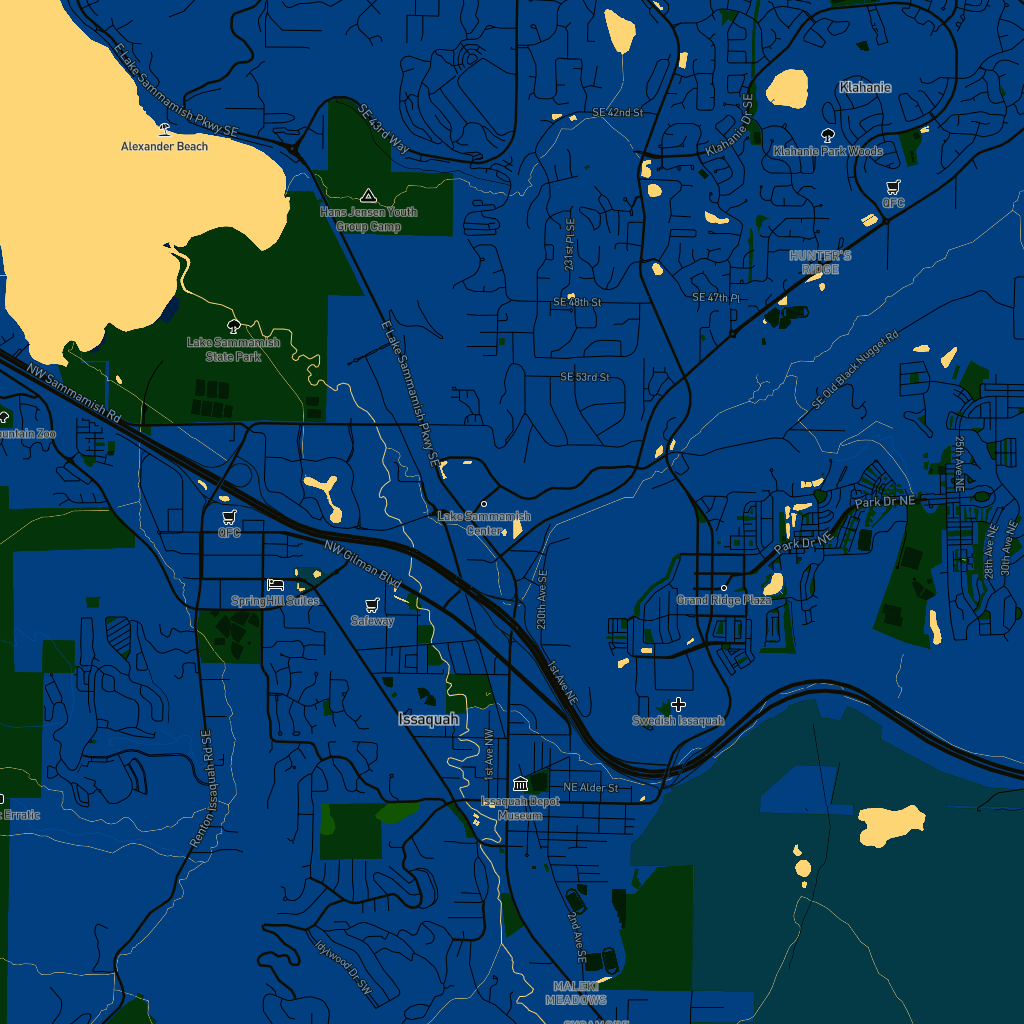 E Lake Sammamish Pkwy SE
SE 43rd Way
SE 42nd St
Klahanie
Klahanie Dr SE
Alexander Beach
Klahanie Park Woods
QFC
Hans Jensen Youth
Group Camp
231st Pl SE
HUNTER'S
RIDGE
SE 48th St
SE 47th Pl
Lake Sammamish
State Park
E Lake Sammamish Pkwy SE
SE Old Black Nugget Rd
NW Sammamish Rd
SE 53rd St
untain Zoo
25th Ave NE
Park Dr NE
QFC
Lake Sammamish
Center
Park Dr NE
28th Ave NE
30th Ave NE
NW Gilman Blvd
SpringHill Suites
Safeway
230th Ave SE
Grand Ridge Plaza
1st Ave NE
Issaquah
Swedish Issaquah
Renton Issaquah Rd SE
1st Ave NW
NE Alder St
Issaquah Depot
Museum
Erratic
Idylwood Dr SW
2nd Ave SE
MALEKI
MEADOWS
SYCAMORE